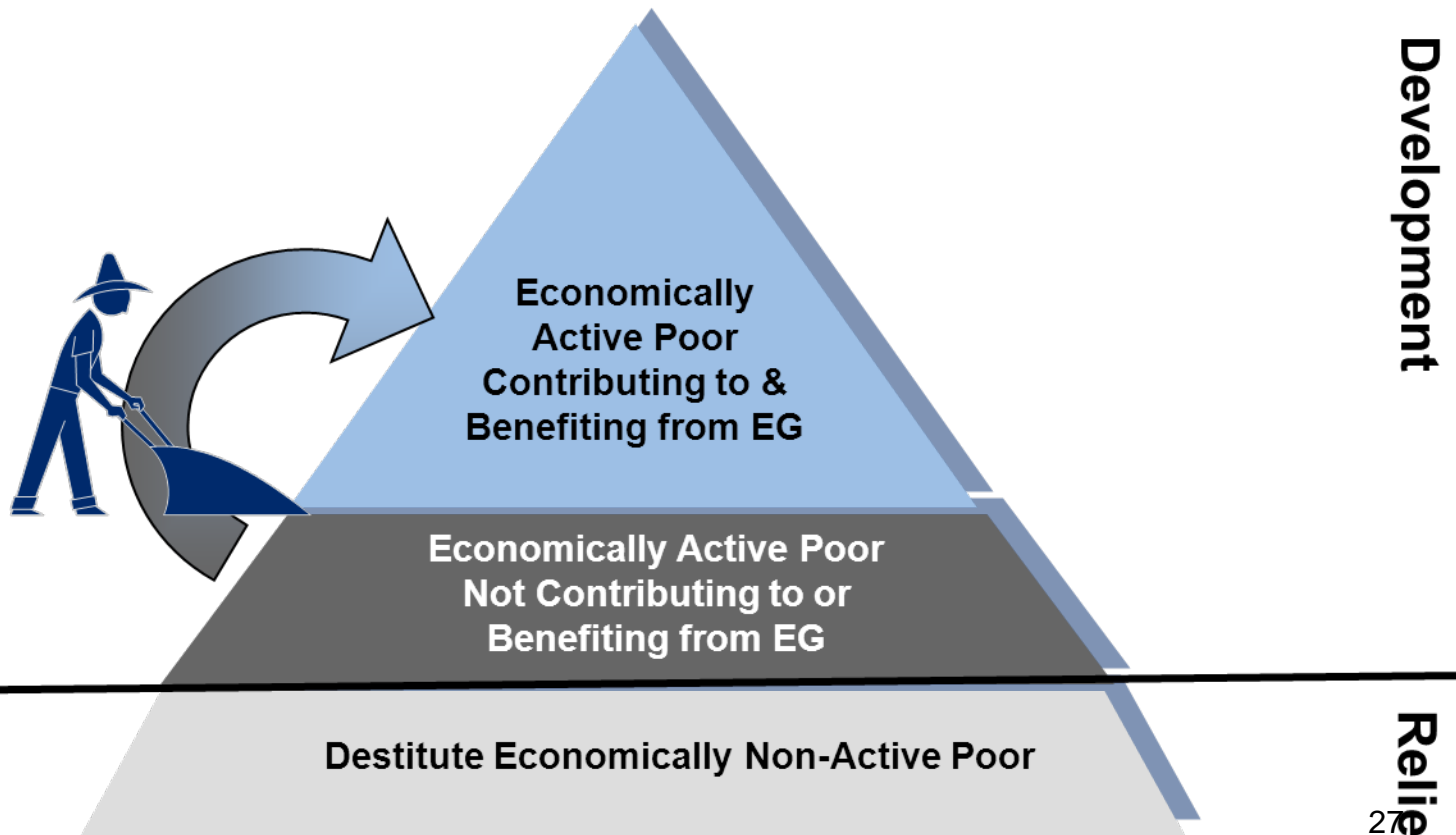 Development
Economically
Active Poor
Contributing to &
Benefiting from EG
Economically Active Poor
Not Contributing to or
Benefiting from EG
Destitute Economically Non-Active Poor
Relie
27